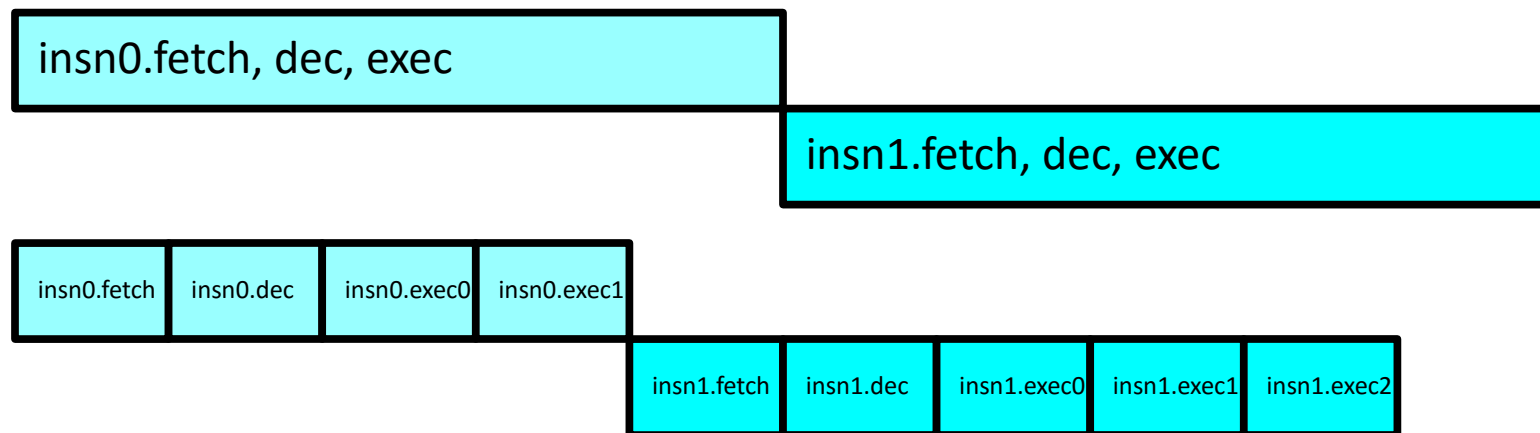 insn0.fetch, dec, exec
insn1.fetch, dec, exec
insn0.fetch insn0.dec insn0.exec0 insn0.exec1
insn1.fetch insn1.dec insn1.exec0 insn1.exec1 insn1.exec2